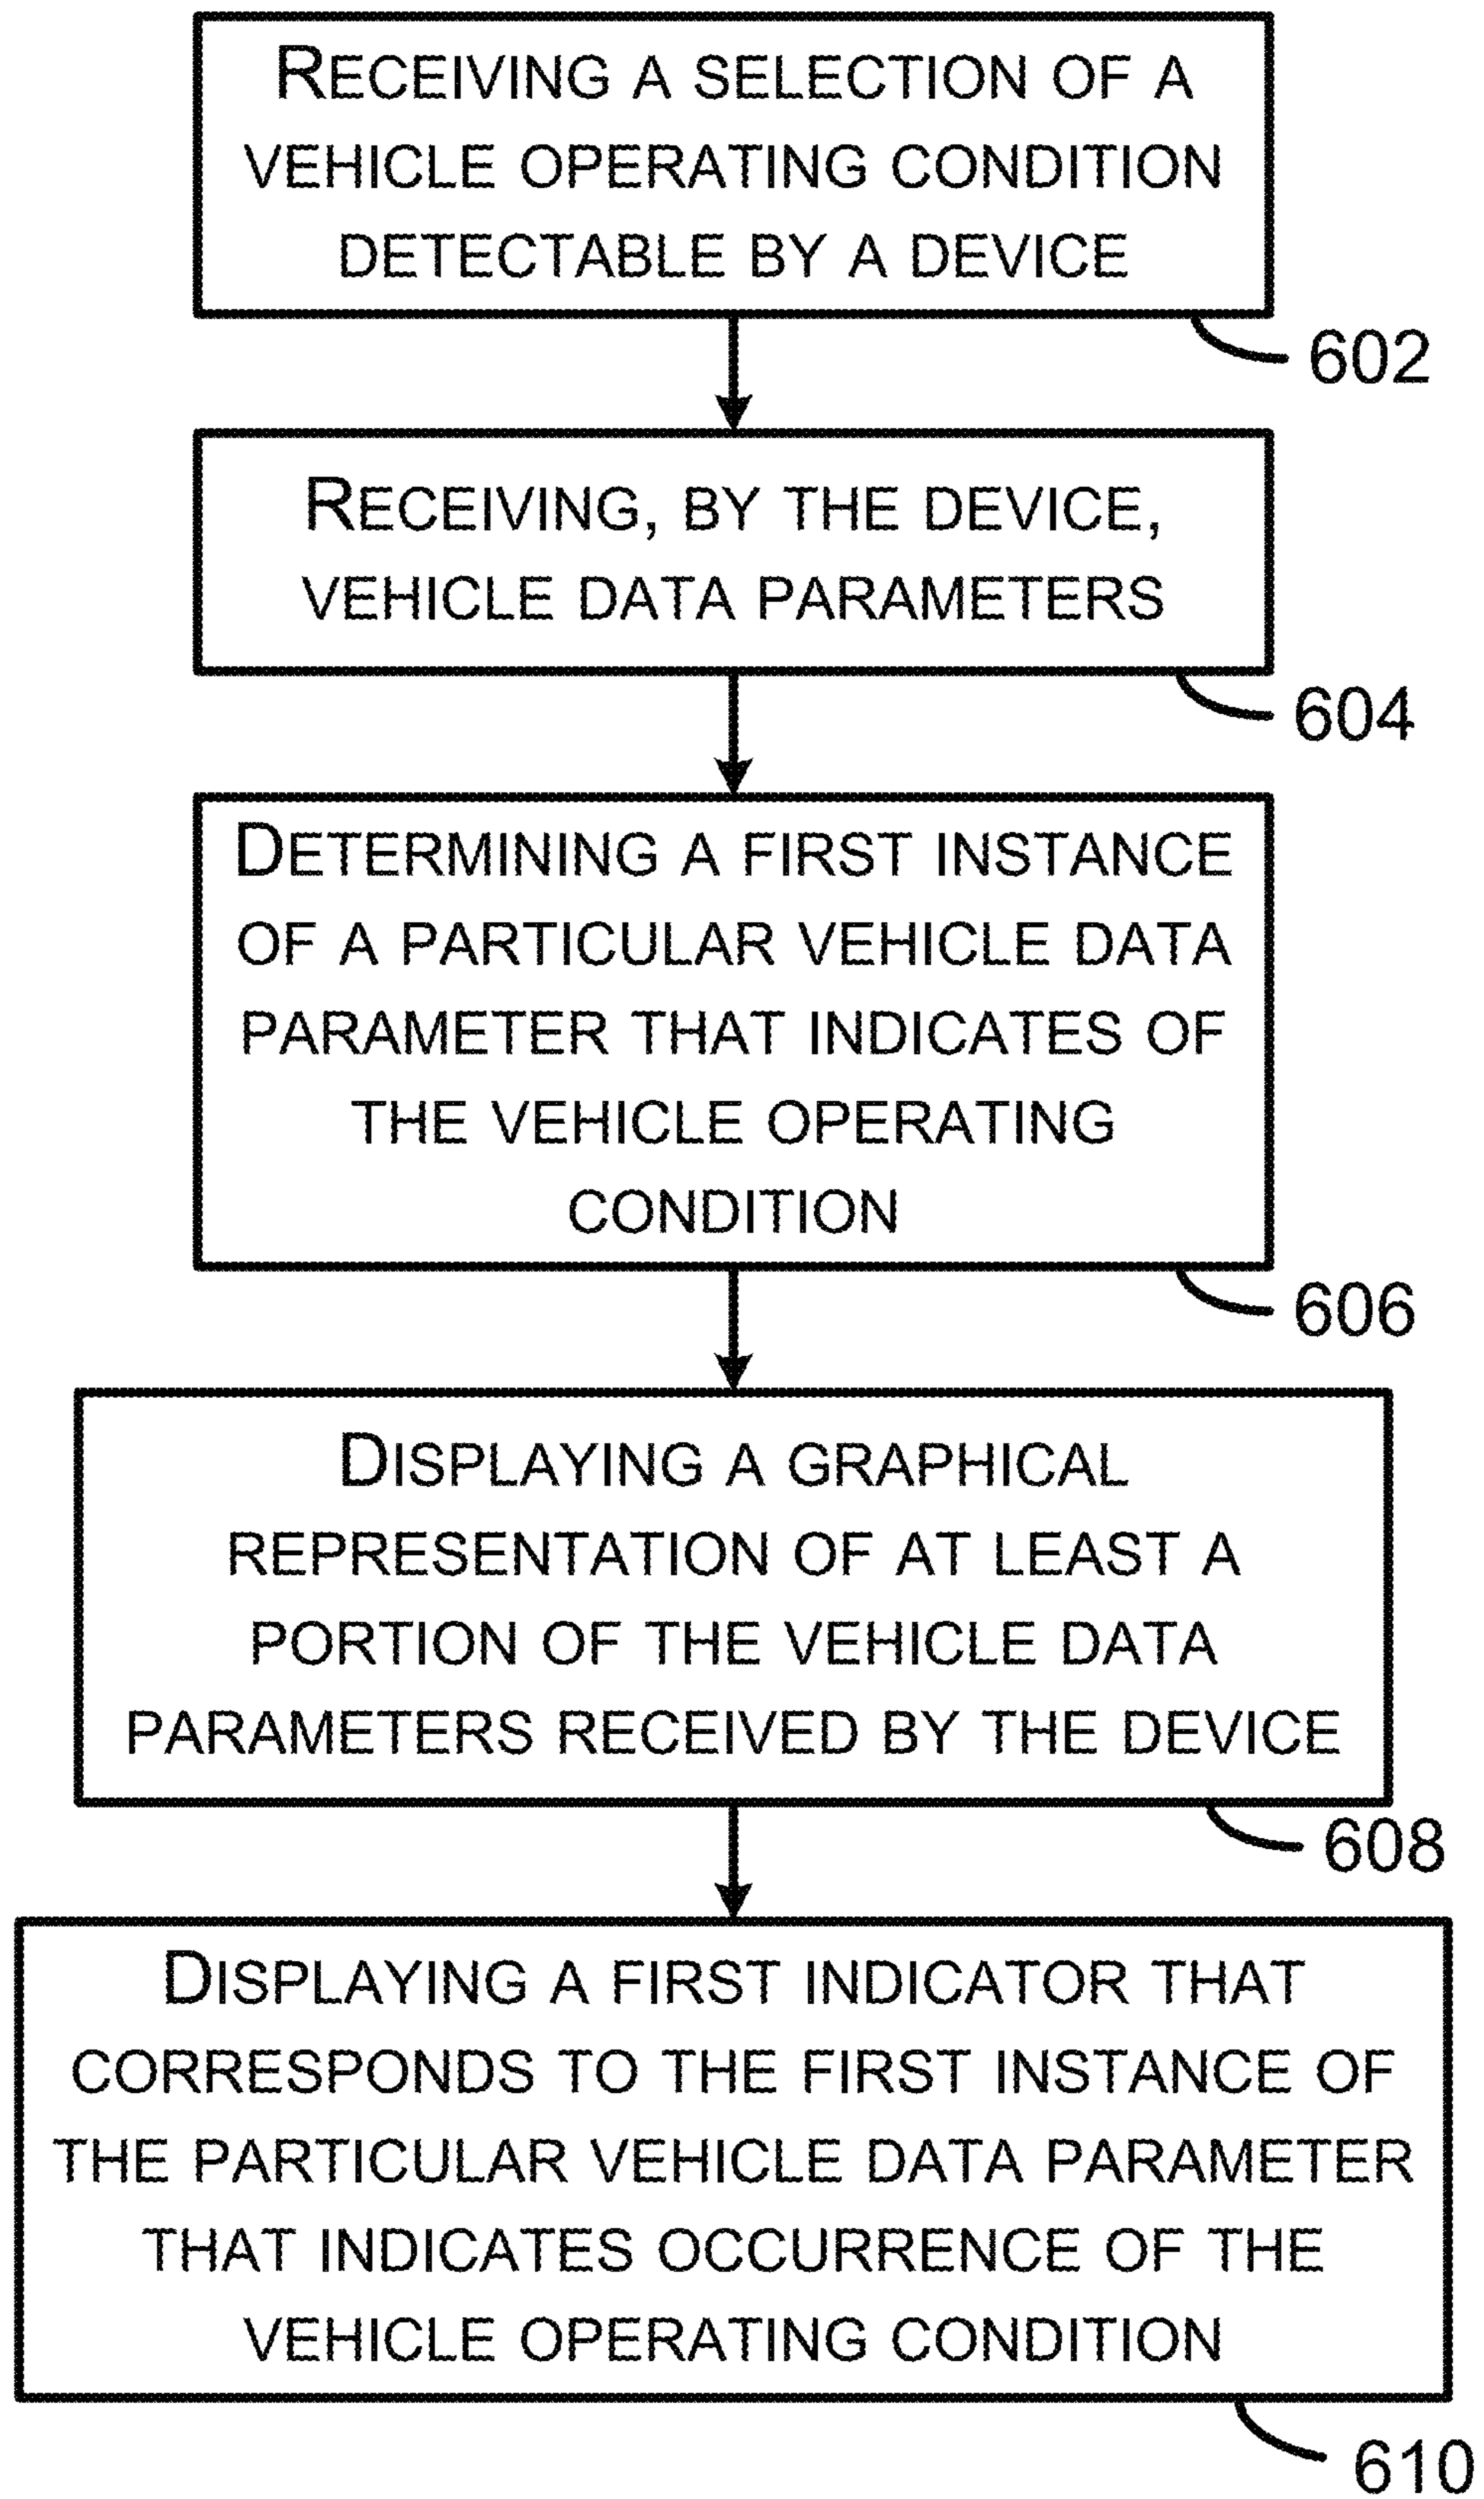 RECEIVING A SELECTION OF A
VEHICLE OPERATING CONDITION
DETECTABLE BY A DEVICE
602
RECEIVING, BY THE DEVICE,
VEHICLE DATA PARAMETERS
604
DETERMINING A FIRST INSTANCE
OF A PARTICULAR VEHICLE DATA
PARAMETER THAT INDICATES OF
THE VEHICLE OPERATING
CONDITION
606
DISPLAYING A GRAPHICAL
REPRESENTATION OF AT LEAST A
PORTION OF THE VEHICLE DATA
PARAMETERS RECEIVED BY THE DEVICE
608
DISPLAYING A FIRST INDICATOR THAT
CORRESPONDS TO THE FIRST INSTANCE OF
THE PARTICULAR VEHICLE DATA PARAMETER
THAT INDICATES OCCURRENCE OF THE
VEHICLE OPERATING CONDITION
610